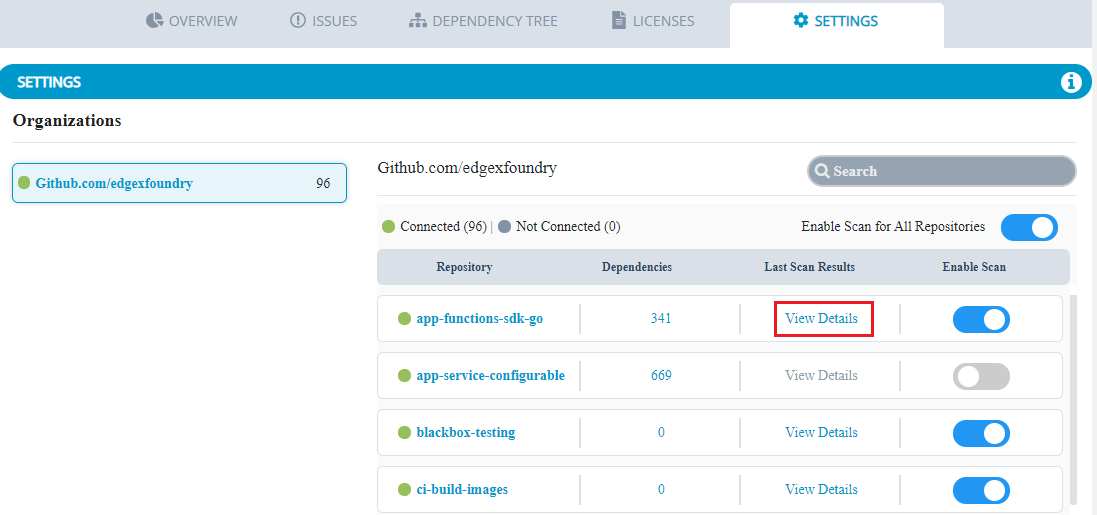 OVERVIEW ISSUES DEPENDENCY TREE LICENSES SETTINGS
SETTINGS
Organizations
Github.com/edgexfoundry 96
Github.com/edgexfoundry Search
Connected (96) | Not Connected (0) Enable Scan for All Repositories
Repository Dependencies Last Scan Results Enable Scan
app-functions-sdk-go 341 View Details
app-service-configurable 669 View Details
blackbox-testing 0 View Details
ci-build-images 0 View Details